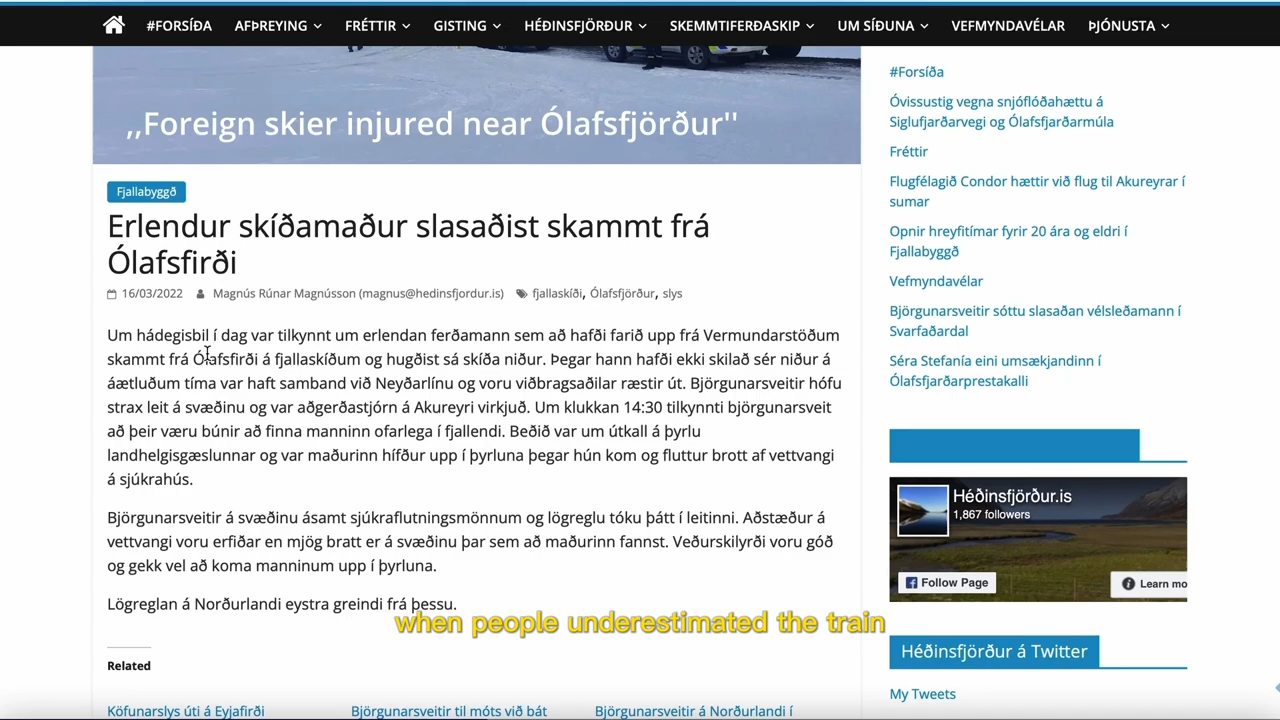 #FORSÍÐA AFÞREYING FRÉTTIR GISTING HÉÐINSFJÖRÐUR SKEMMTIFERÐASKIP UM SÍÐUNA VEFMYNDAVÉLAR ÞJÓNUSTA
,,Foreign skier injured near Ólafsfjörður''
Fjallabyggð
Erlendur skíðamaður slasaðist skammt frá
Ólafsfirði
16/03/2022 Magnús Rúnar Magnússon (magnus@hedinsfjordur.is) fjallaskíði, Ólafsfjörður, slys
Um hádegisbil í dag var tilkynnt um erlendan ferðamann sem að hafði farið upp frá Vermundarstöðum
skammt frá Ólafsfirði á fjallaskíðum og hugðist sá skíða niður. Þegar hann hafði ekki skilað sér niður á
áætluðum tíma var haft samband við Neyðarlínu og voru viðbragsaðilar ræstir út. Björgunarsveitir hófu
strax leit á svæðinu og var aðgerðastjórn á Akureyri virkjuð. Um klukkan 14:30 tilkynnti björgunarsveit
að þeir væru búnir að finna manninn ofarlega í fjallendi. Beðið var um útkall á þyrlu
landhelgisgæslunnar og var maðurinn hífður upp í þyrluna þegar hún kom og fluttur brott af vettvangi
á sjúkrahús.
Björgunarsveitir á svæðinu ásamt sjúkraflutningsmönnum og lögreglu tóku þátt í leitinni. Aðstæður á
vettvangi voru erfiðar en mjög bratt er á svæðinu þar sem að maðurinn fannst. Veðurskilyrði voru góð
og gekk vel að koma manninum upp í þyrluna.
Lögreglan á Norðurlandi eystra greindi frá þessu.
when people underestimated the train
Related
Köfunarslys úti á Eyjafirði
Björgunarsveitir til móts við bát
Björgunarsveitir á Norðurlandi í
#Forsíða
Óvissustig vegna snjóflóðahættu á
Siglufjarðarvegi og Ólafsfjarðarmúla
Fréttir
Flugfélagið Condor hættir við flug til Akureyrar í
sumar
Opnir hreyfitímar fyrir 20 ára og eldri í
Fjallabyggð
Vefmyndavélar
Björgunarsveitir sóttu slasaðan vélsleðamann í
Svarfaðardal
Séra Stefanía eini umsækjandinn í
Ólafsfjarðarprestakalli
Héðinsfjörður.is
1,867 followers
Follow Page
Learn mo
Héðinsfjörður á Twitter
My Tweets